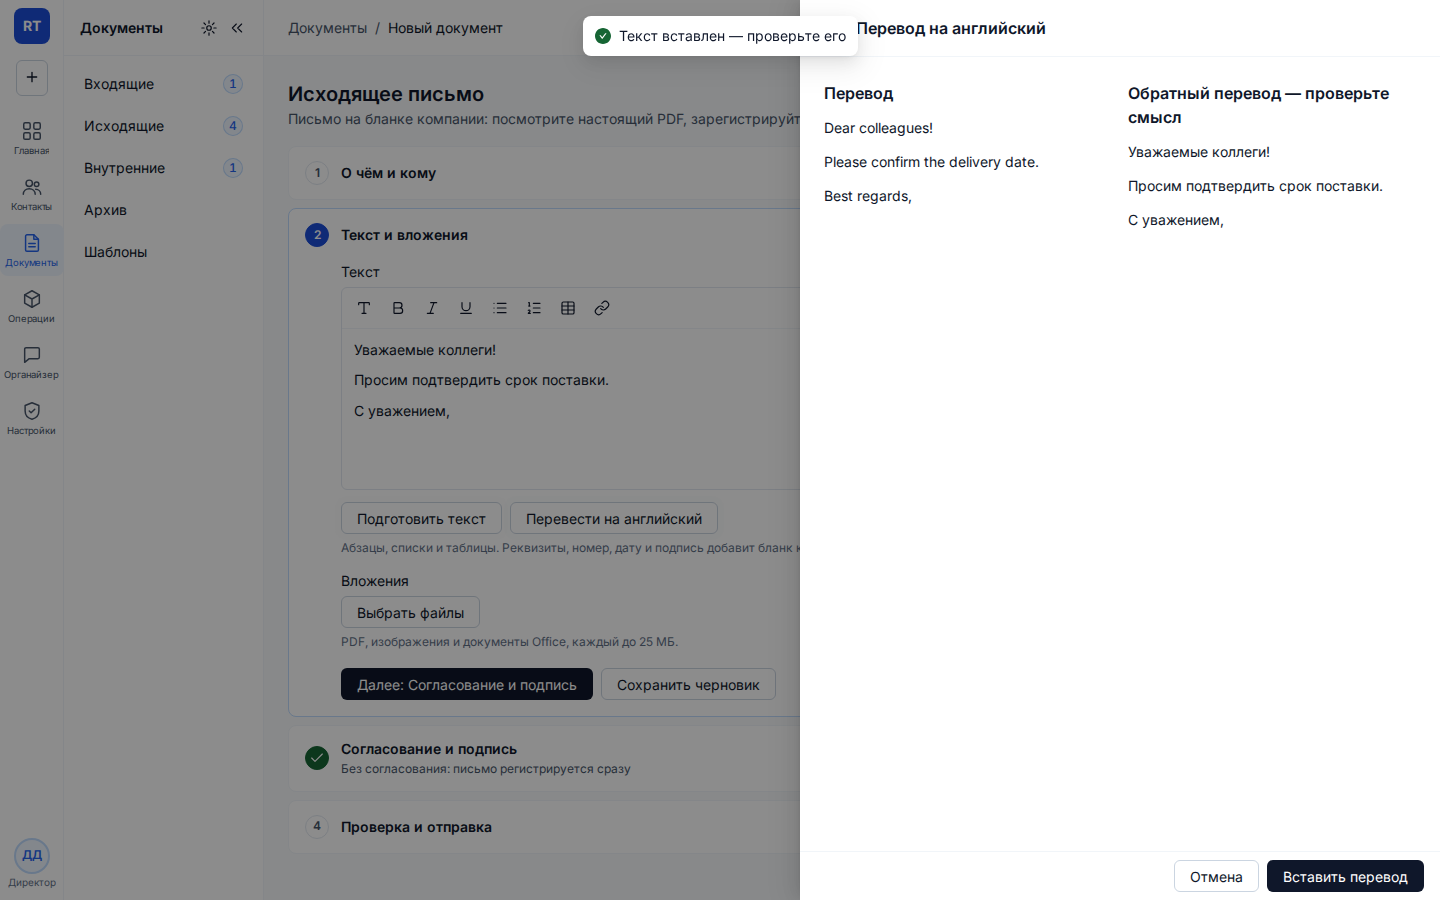 RT
Главная
Контакты
Документы
Операции
Органайзер
Настройки
ДД
Директор
Документы
Входящие 1
Исходящие 4
Внутренние 1
Архив
Шаблоны
Документы / Новый документ
Текст вставлен — проверьте его
Исходящее письмо
Письмо на бланке компании: посмотрите настоящий PDF, зарегистрируйт
1 О чём и кому
2 Текст и вложения
Текст
Уважаемые коллеги!
Просим подтвердить срок поставки.
С уважением,
Подготовить текст
Перевести на английский
Абзацы, списки и таблицы. Реквизиты, номер, дату и подпись добавит бланк
Вложения
Выбрать файлы
PDF, изображения и документы Office, каждый до 25 МБ.
Далее: Согласование и подпись
Сохранить черновик
Согласование и подпись
Без согласования: письмо регистрируется сразу
4 Проверка и отправка
Перевод на английский
Перевод
Dear colleagues!
Please confirm the delivery date.
Best regards,
Обратный перевод — проверьте
смысл
Уважаемые коллеги!
Просим подтвердить срок поставки.
С уважением,
Отмена
Вставить перевод